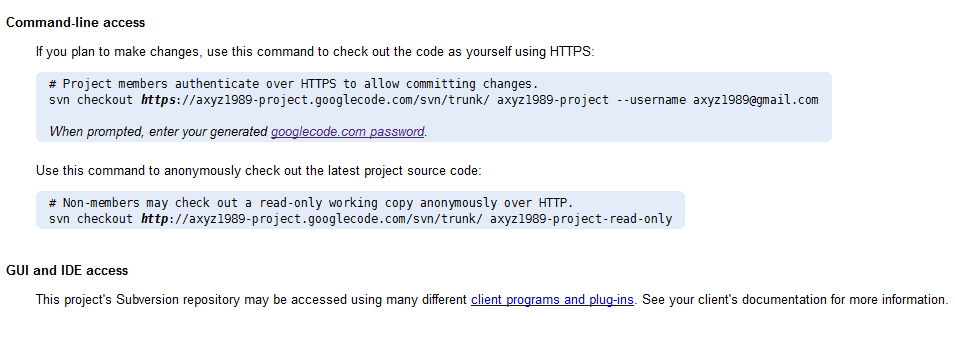 Command-line access
If you plan to make changes, use this command to check out the code as yourself using HTTPS:
# Project members authenticate over HTTPS to allow committing changes.
svn checkout https://axyz1989-project.googlecode.com/svn/trunk/ axyz1989-project --username axyz1989@gmail.com
When prompted, enter your generated googlecode.com password.
Use this command to anonymously check out the latest project source code:
# Non-members may check out a read-only working copy anonymously over HTTP.
svn checkout http://axyz1989-project.googlecode.com/svn/trunk/ axyz1989-project-read-only
GUI and IDE access
This project's Subversion repository may be accessed using many different client programs and plug-ins. See your client's documentation for more information.